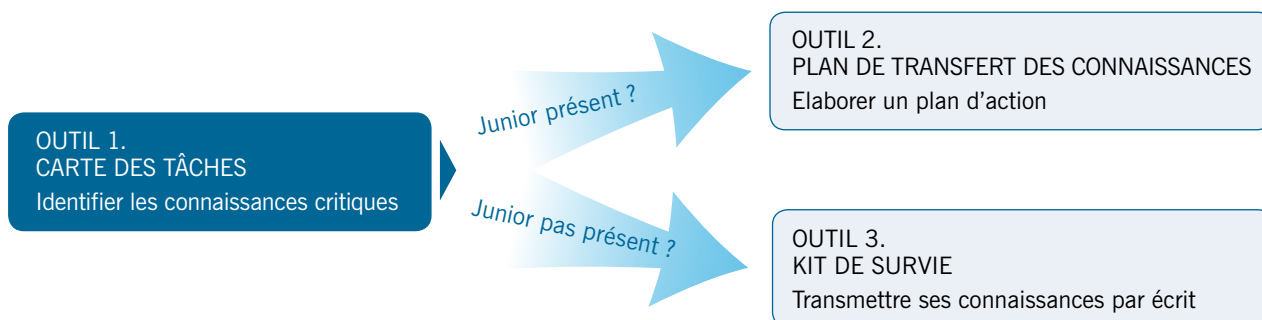 OUTIL 1.
CARTE DES TÂCHES
Identifier les connaissances critiques
Junior présent ?
Junior pas présent ?
OUTIL 2.
PLAN DE TRANSFERT DES CONNAISSANCES
Elaborer un plan d’action
OUTIL 3.
KIT DE SURVIE
Transmettre ses connaissances par écrit